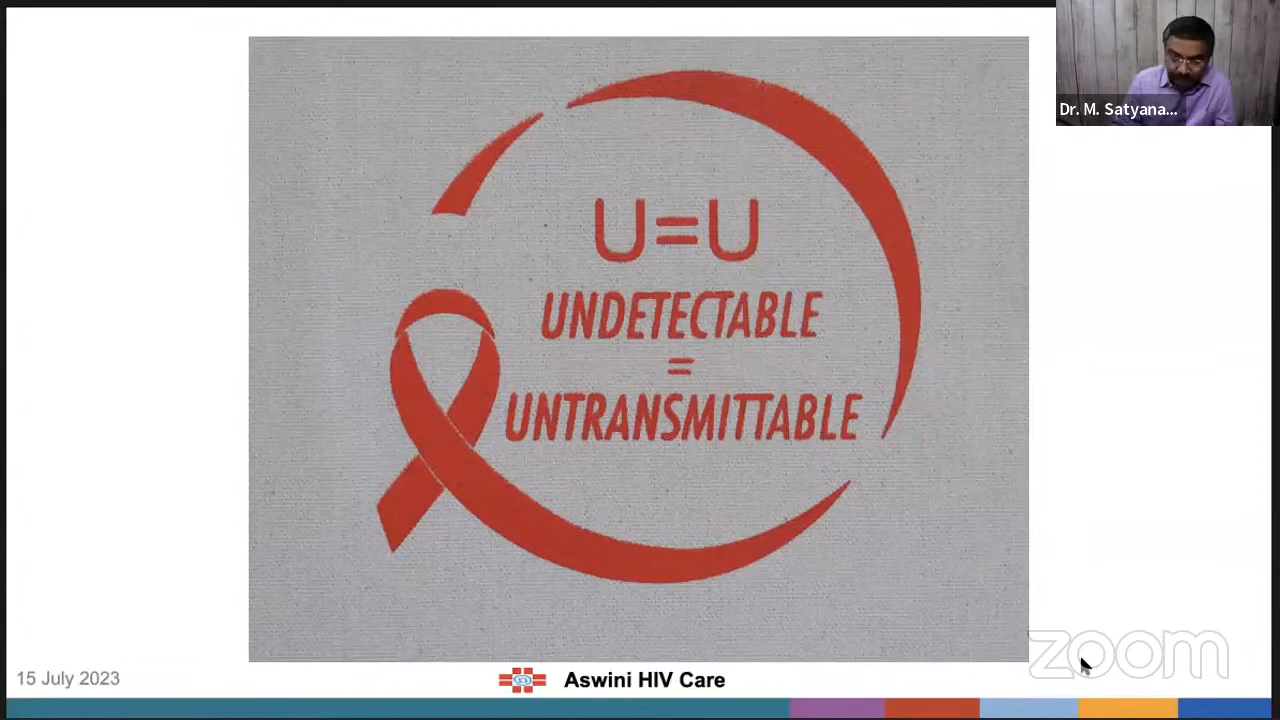 Dr. M. Satyana...
U=U
UNDETECTABLE
=
UNTRANSMITTABLE
zoom
15 July 2023
Aswini HIV Care